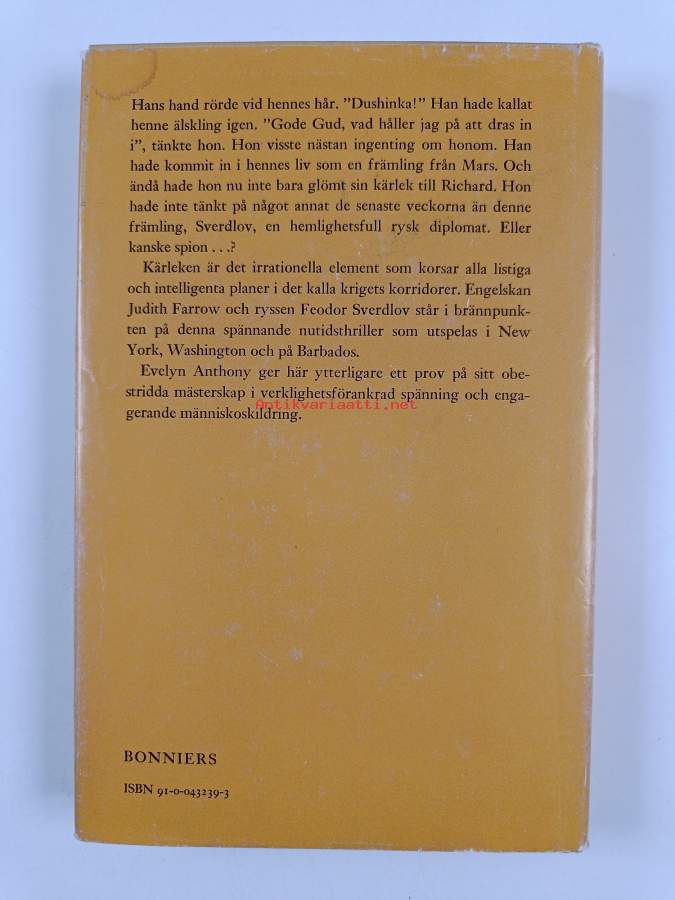 Hans hand rörde vid hennes hår. ”Dushinka!” Han hade kallat
henne älskling igen. ”Gode Gud, vad håller jag på att dras in
i”, tänkte hon. Hon visste nästan ingenting om honom. Han
hade kommit in i hennes liv som en främling från Mars. Och
ändå hade hon nu inte bara glömt sin kärlek till Richard. Hon
hade inte tänkt på något annat de senaste veckorna än denne
främling, Sverdlov, en hemlighetsfull rysk diplomat. Eller
kanske spion . . .?
Kärleken är det irrationella element som korsar alla listiga
och intelligenta planer i det kalla krigets korridorer. Engelskan
Judith Farrow och ryssen Feodor Sverdlov står i brännpunk-
ten på denna spännande nutidsthriller som utspelas i New
York, Washington och på Barbados.
Evelyn Anthony ger här ytterligare ett prov på sitt obe-
stridda mästerskap i verklighetsförankrad spänning och enga-
gerande människoskildring.
Antikvariaatti.net
BONNIERS
ISBN 91-0-043239-3